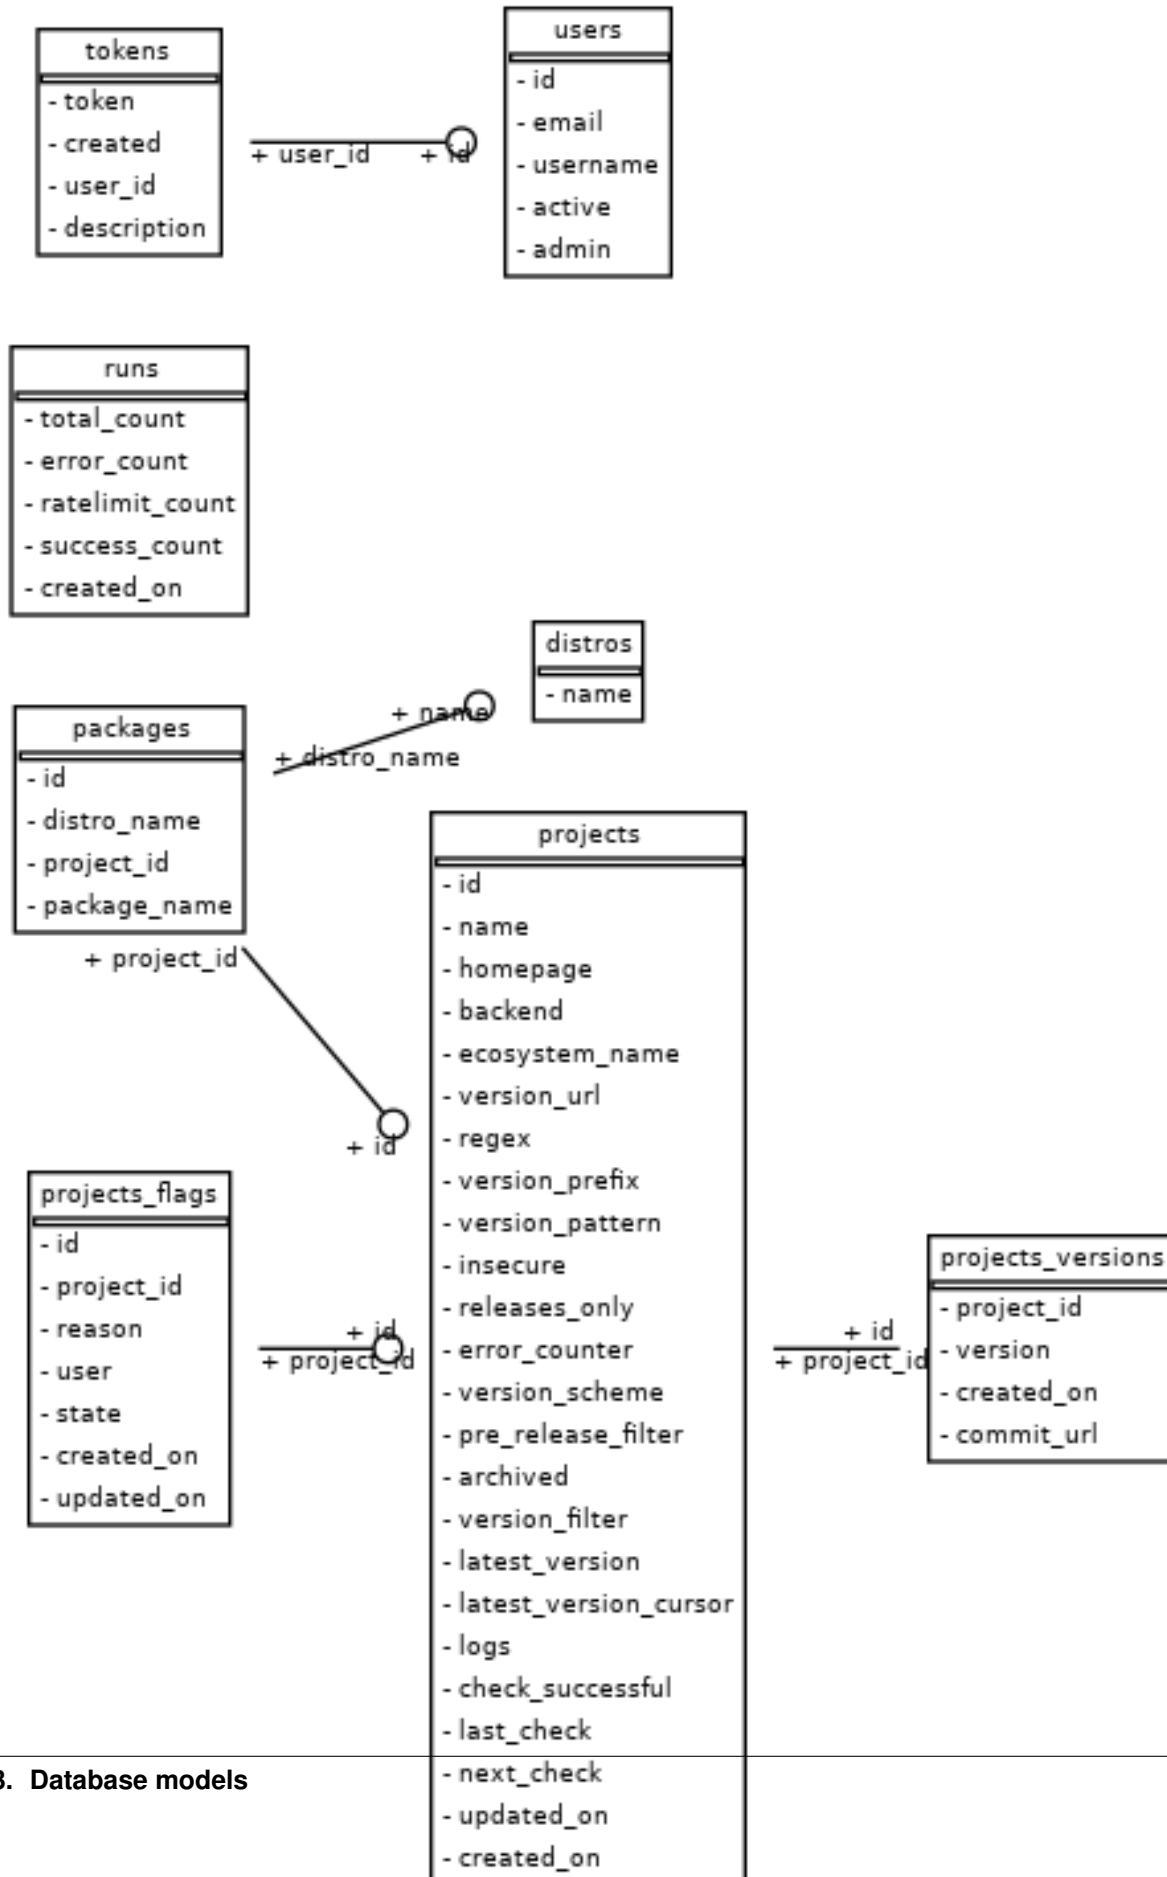 tokens
- token
- created
- user_id
- description
+ user_id
+ id
users
- id
- email
- username
- active
- admin
runs
- total_count
- error_count
- ratelimit_count
- success_count
- created_on
distros
- name
+ name
+ distro_name
packages
- id
- distro_name
- project_id
- package_name
+ project_id
+ id
projects
- id
- name
- homepage
- backend
- ecosystem_name
- version_url
- regex
- version_prefix
- version_pattern
- insecure
- releases_only
- error_counter
- version_scheme
- pre_release_filter
- archived
- version_filter
- latest_version
- latest_version_cursor
- logs
- check_successful
- last_check
- next_check
- updated_on
- created_on
projects_flags
- id
- project_id
- reason
- user
- state
- created_on
- updated_on
+ id
+ project_id
+ id
+ project_id
projects_versions
- project_id
- version
- created_on
- commit_url
3. Database models